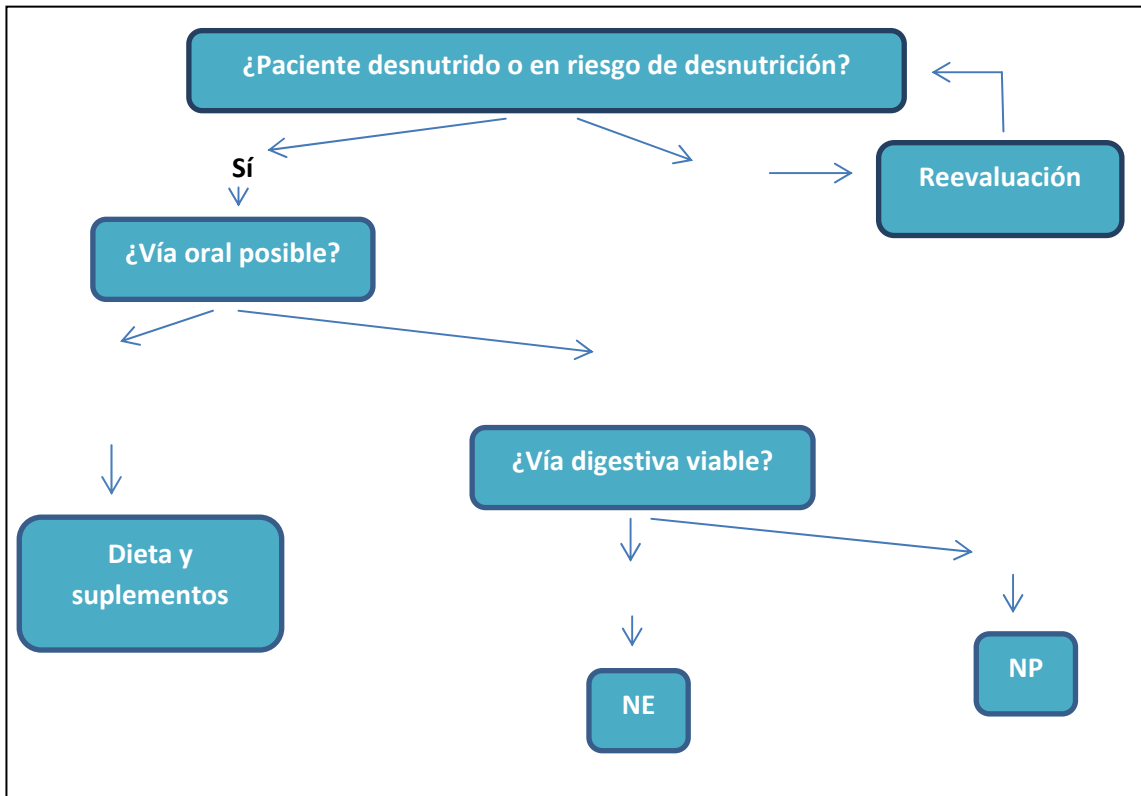 ¿Paciente desnutrido o en riesgo de desnutrición?
Sí
Reevaluación
¿Vía oral posible?
¿Vía digestiva viable?
Dieta y
suplementos
NP
NE